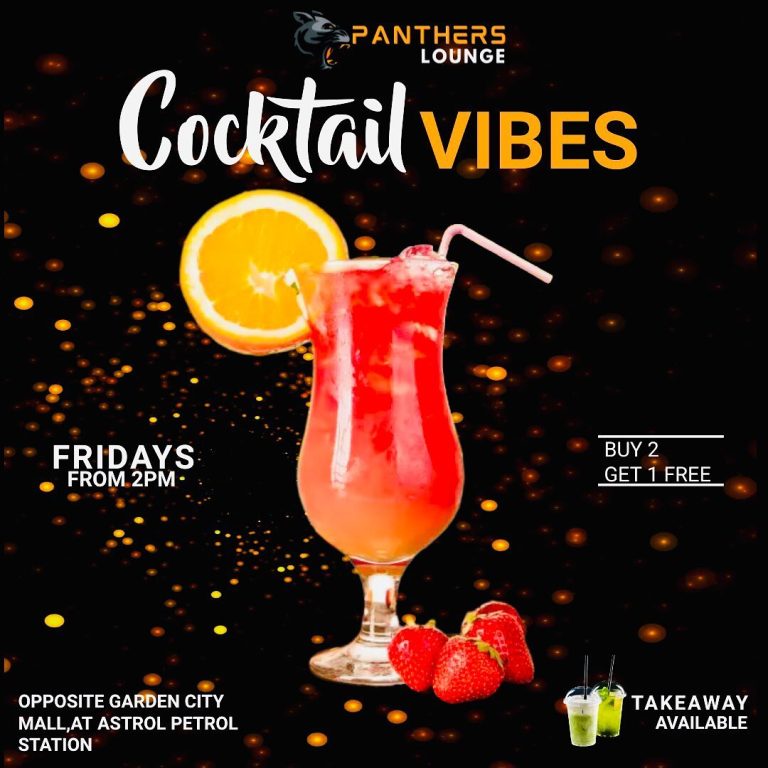 PANTHERS
LOUNGE
Cocktail VIBES
FRIDAYS
FROM 2PM
BUY 2
GET 1 FREE
OPPOSITE GARDEN CITY
MALL,AT ASTROL PETROL
STATION
TAKEAWAY
AVAILABLE